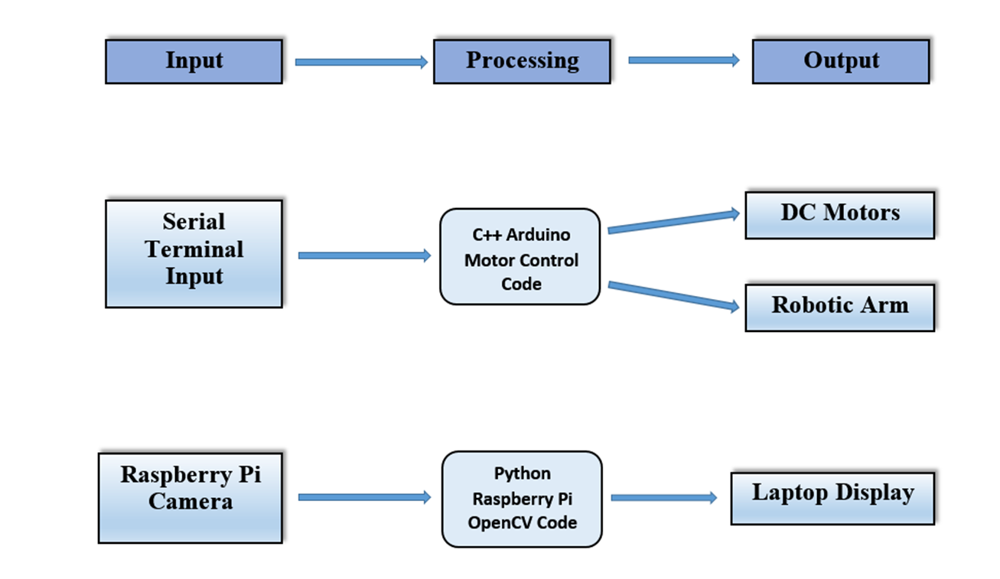 Input
Processing
Output
Serial
Terminal
Input
C++ Arduino
Motor Control
Code
DC Motors
Robotic Arm
Raspberry Pi
Camera
Python
Raspberry Pi
OpenCV Code
Laptop Display